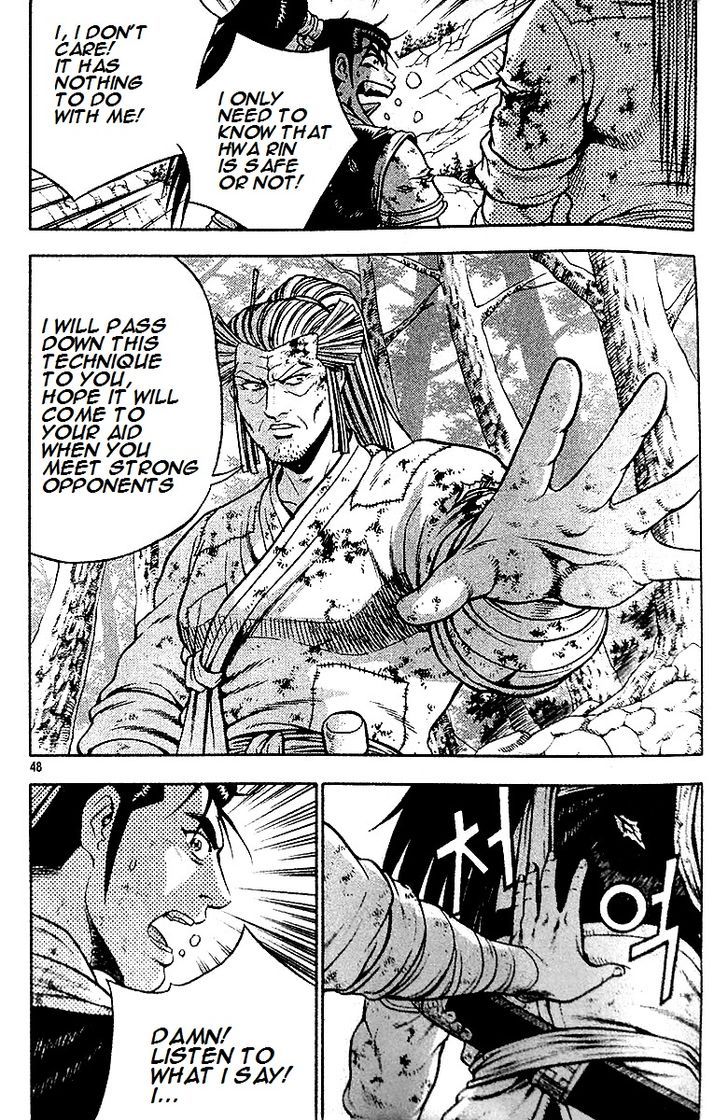 I, I DON'T
CARE!
IT HAS
NOTHING
TO DO
WITH ME!
I ONLY
NEED TO
KNOW THAT
HWA RIN
IS SAFE
OR NOT!
I WILL PASS
DOWN THIS
TECHNIQUE
TO YOU,
HOPE IT WILL
COME TO
YOUR AID
WHEN YOU
MEET STRONG
OPPONENTS
48
처
억
DAMN!
LISTEN TO
WHAT I SAY!
I...